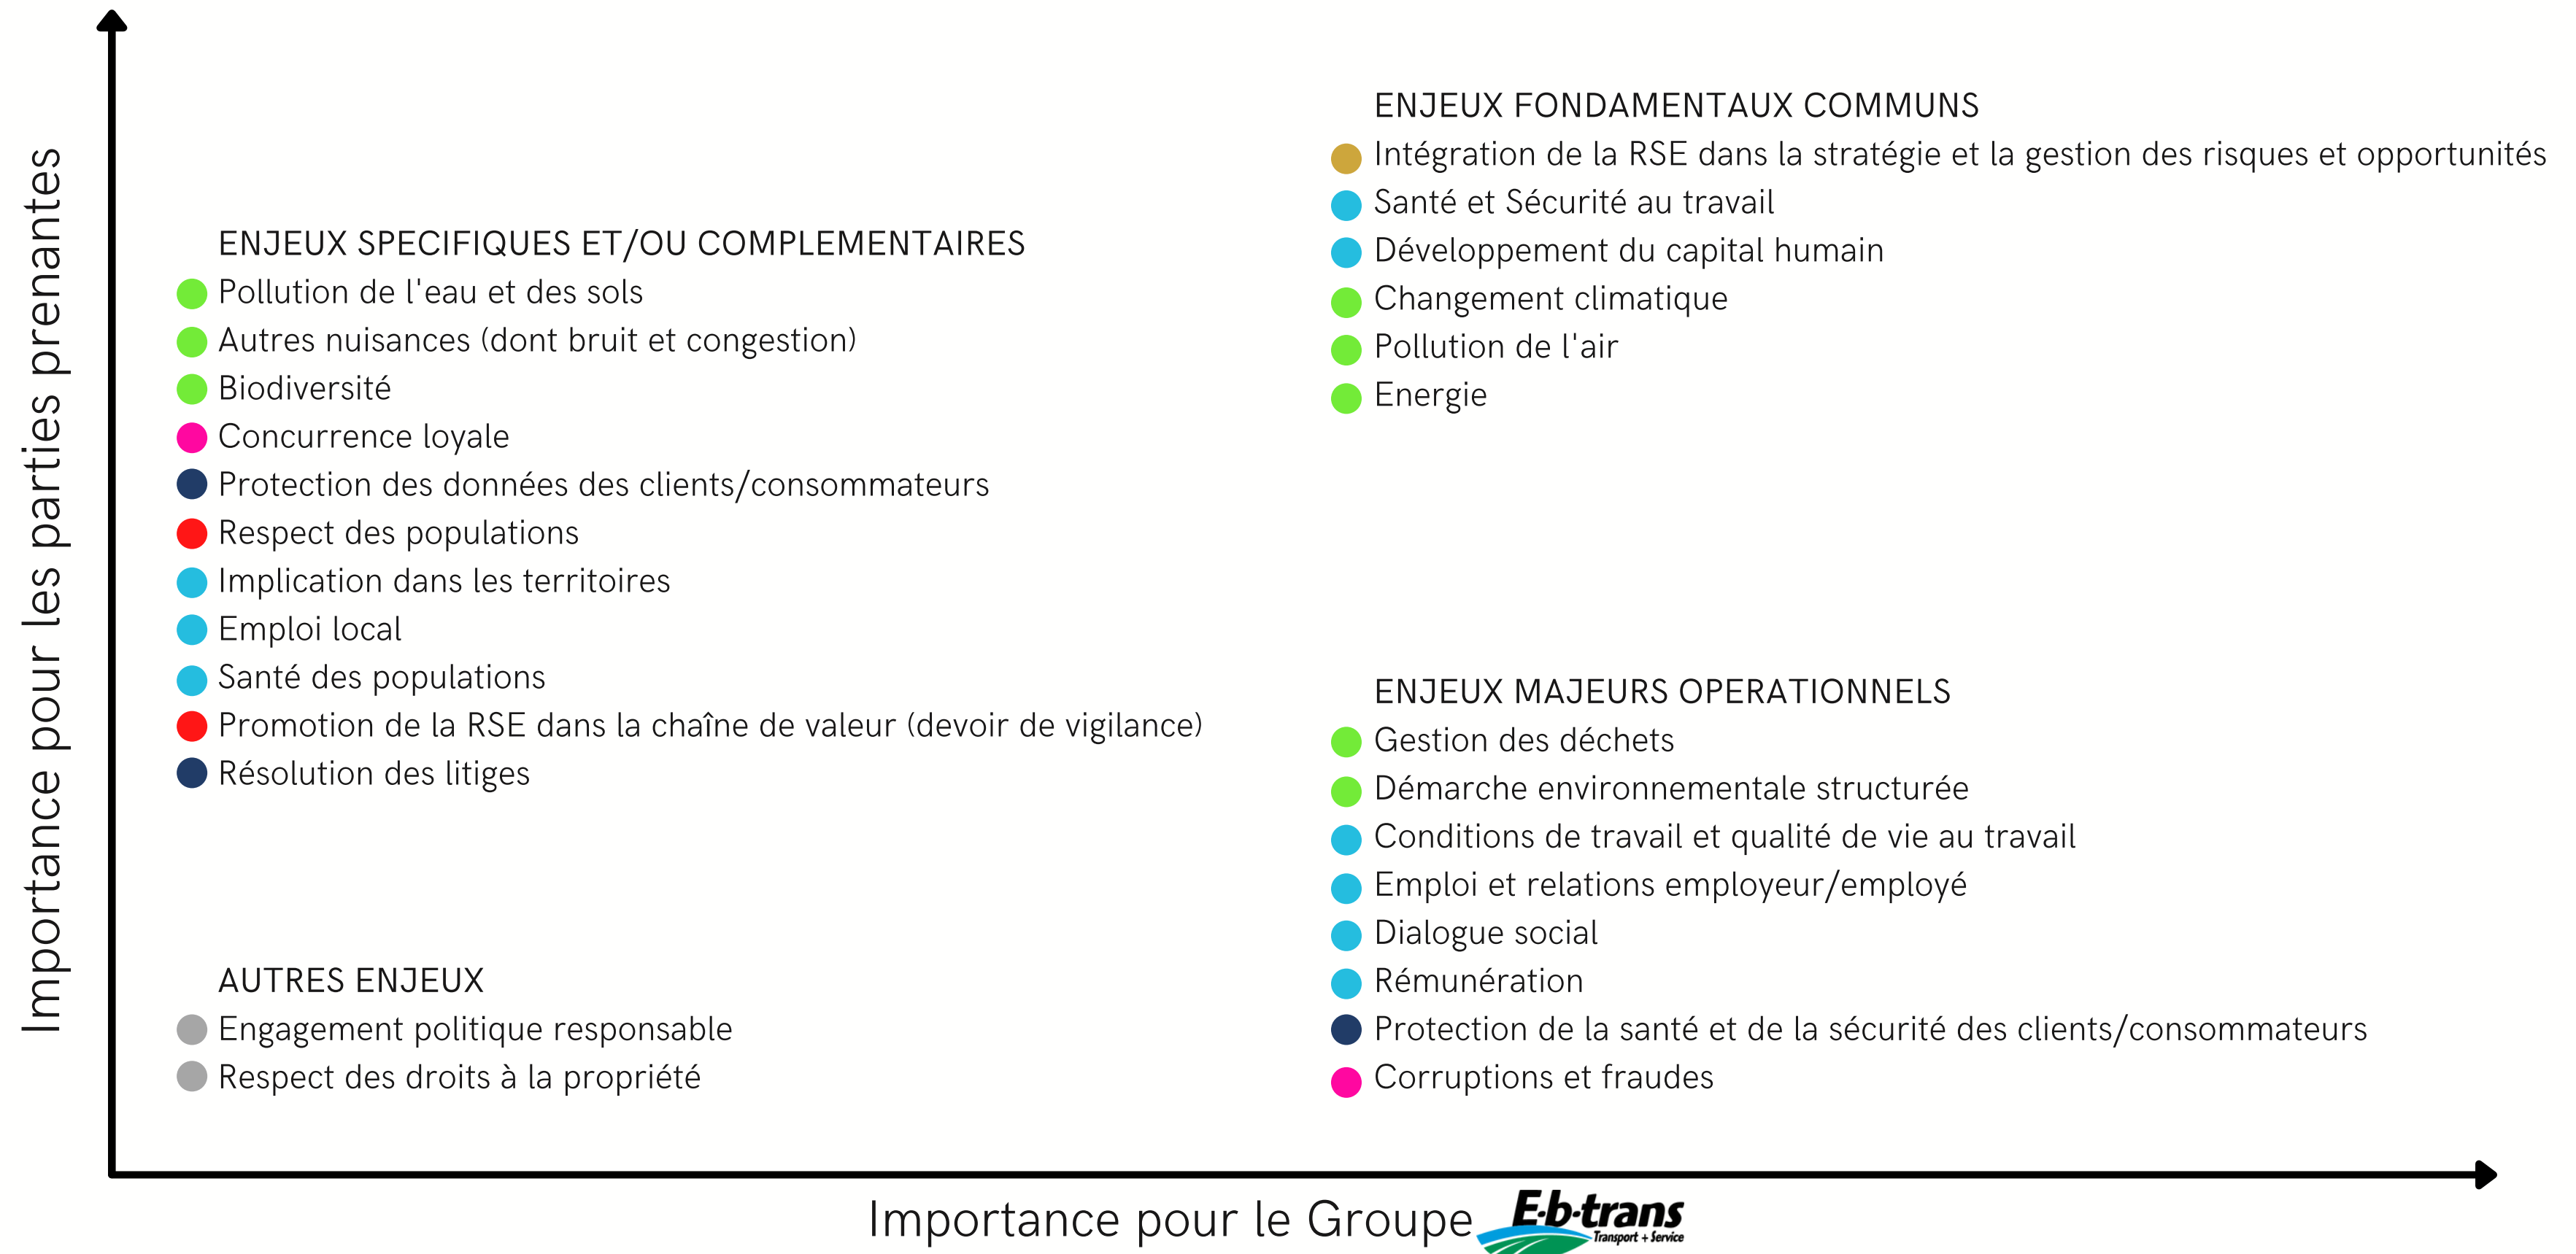 Importance pour les parties prenantes
ENJEUX SPECIFIQUES ET/OU COMPLEMENTAIRES
Pollution de l'eau et des sols
Autres nuisances (dont bruit et congestion)
Biodiversité
Concurrence loyale
Protection des données des clients/consommateurs
Respect des populations
Implication dans les territoires
Emploi local
Santé des populations
Promotion de la RSE dans la chaîne de valeur (devoir de vigilance)
Résolution des litiges
AUTRES ENJEUX
Engagement politique responsable
Respect des droits à la propriété
ENJEUX FONDAMENTAUX COMMUNS
Intégration de la RSE dans la stratégie et la gestion des risques et opportunités
Santé et Sécurité au travail
Développement du capital humain
Changement climatique
Pollution de l'air
Energie
ENJEUX MAJEURS OPERATIONNELS
Gestion des déchets
Démarche environnementale structurée
Conditions de travail et qualité de vie au travail
Emploi et relations employeur/employé
Dialogue social
Rémunération
Protection de la santé et de la sécurité des clients/consommateurs
Corruptions et fraudes
Importance pour le Groupe
E·b·trans
Transport + Service